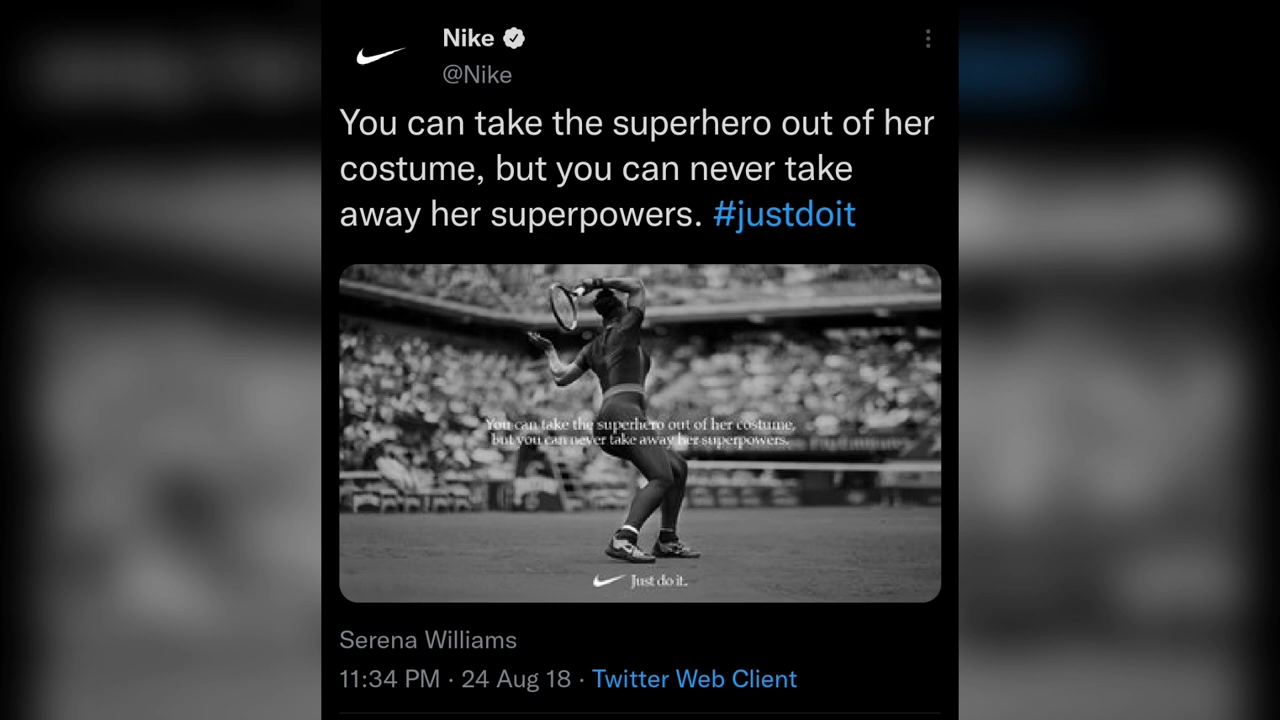 Nike
@Nike
You can take the superhero out of her
costume, but you can never take
away her superpowers. #justdoit
You can take the superhero out of her costume,
but you can never take away her superpowers.
Just do it.
Serena Williams
11:34 PM · 24 Aug 18 · Twitter Web Client